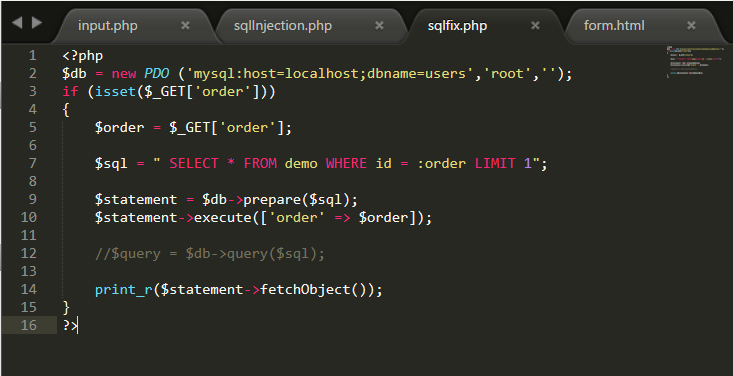 input.php × sqlInjection.php × sqlfix.php × form.html ×
1 <?php
2 $db = new PDO ('mysql:host=localhost;dbname=users','root','');
3 if (isset($_GET['order']))
4 {
5 $order = $_GET['order'];
6
7 $sql = " SELECT * FROM demo WHERE id = :order LIMIT 1";
8
9 $statement = $db->prepare($sql);
10 $statement->execute(['order' => $order]);
11
12 //$query = $db->query($sql);
13
14 print_r($statement->fetchObject());
15 }
16 ?>